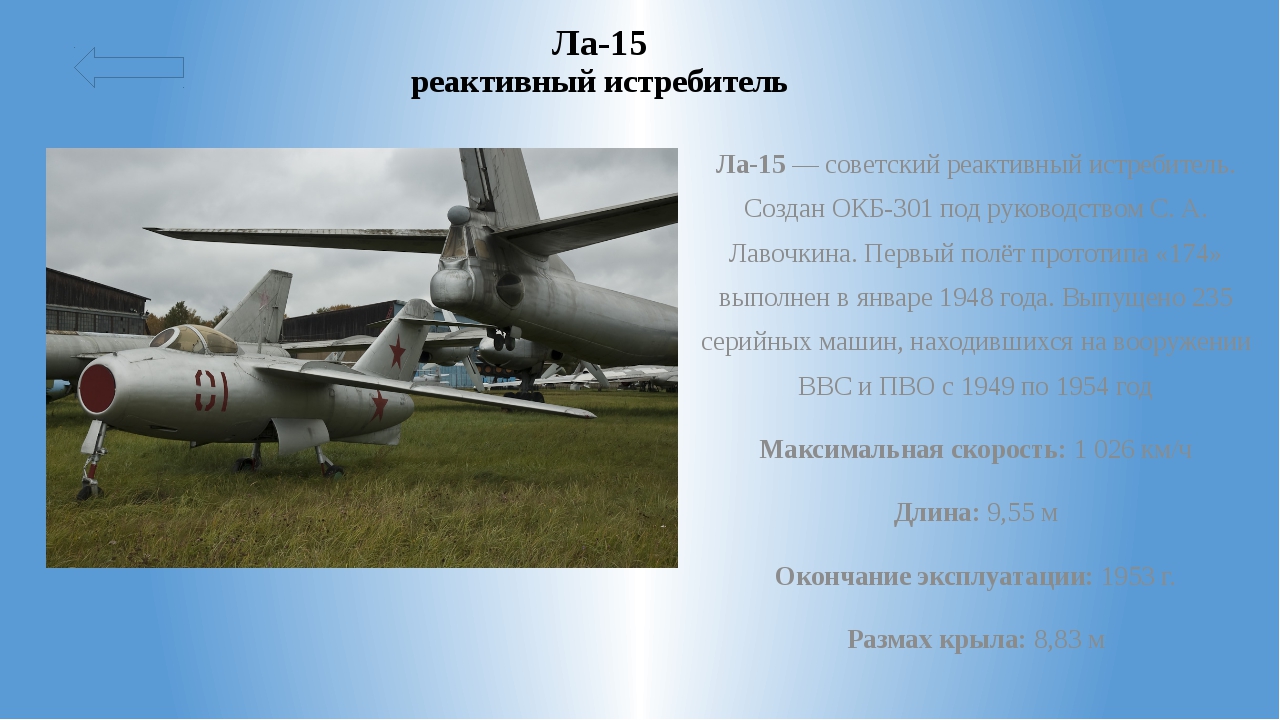 Ла-15
реактивный истребитель
01
Ла-15 — советский реактивный истребитель.
Создан ОКБ-301 под руководством С. А.
Лавочкина. Первый полёт прототипа «174»
выполнен в январе 1948 года. Выпущено 235
серийных машин, находившихся на вооружении
ВВС и ПВО с 1949 по 1954 год
Максимальная скорость: 1 026 км/ч
Длина: 9,55 м
Окончание эксплуатации: 1953 г.
Размах крыла: 8,83 м